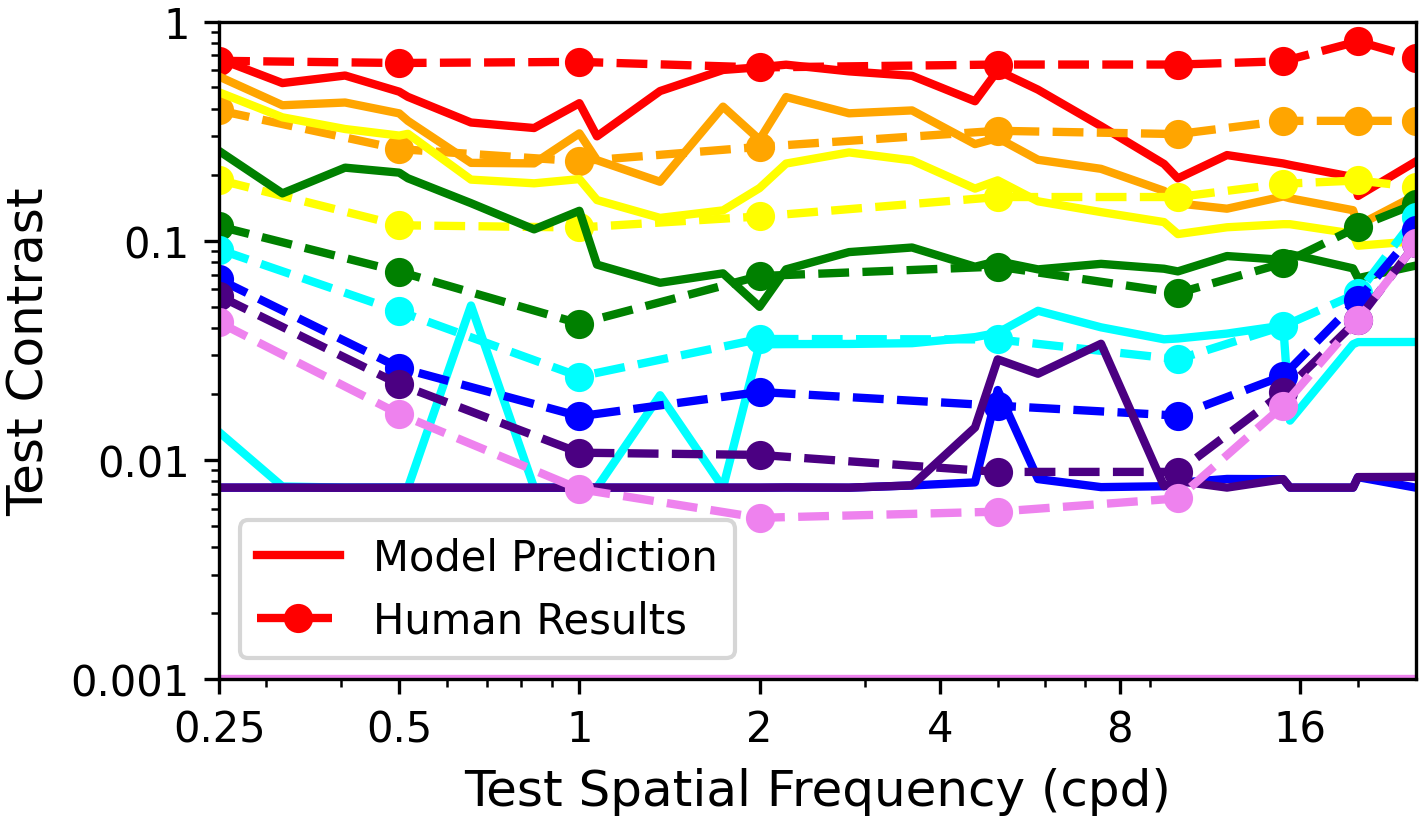 Test Contrast
1
0.1
0.01
0.001
Model Prediction
Human Results
0.25 0.5 1 2 4 8 16
Test Spatial Frequency (cpd)